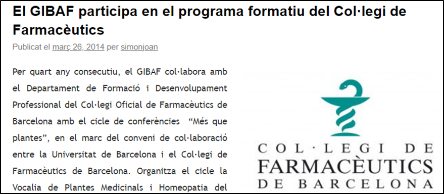 El GIBAF participa en el programa formatiu del Col·legi de
Farmacèutics
Publicat el març 26, 2014 per simonjoan
Per quart any consecutiu, el GIBAF col·labora amb
el Departament de Formació i Desenvolupament
Professional del Col·legi Oficial de Farmacèutics de
Barcelona amb el cicle de conferències “Més que
plantes”, en el marc del conveni de col·laboració
entre la Universitat de Barcelona i el Col·legi de
Farmacèutics de Barcelona. Organitza el cicle la
Vocalia de Plantes Medicinals i Homeopatia del
COL·LEGI DE
FARMACÈUTICS
DE BARCELONA